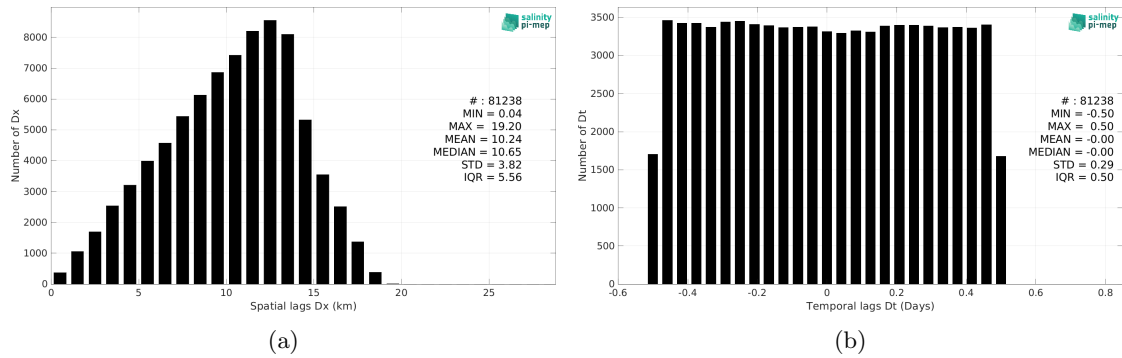 salinity
pi-mep
# : 81238
MIN = 0.04
MAX = 19.20
MEAN = 10.24
MEDIAN = 10.65
STD = 3.82
IQR = 5.56
Number of Dx
8000
7000
6000
5000
4000
3000
2000
1000
0
0 5 10 15 20 25
Spatial lags Dx (km)
(a)
salinity
pi-mep
# : 81238
MIN = -0.50
MAX = 0.50
MEAN = -0.00
MEDIAN = -0.00
STD = 0.29
IQR = 0.50
Number of Dt
3500
3000
2500
2000
1500
1000
500
0
-0.6 -0.4 -0.2 0 0.2 0.4 0.6 0.8
Temporal lags Dt (Days)
(b)